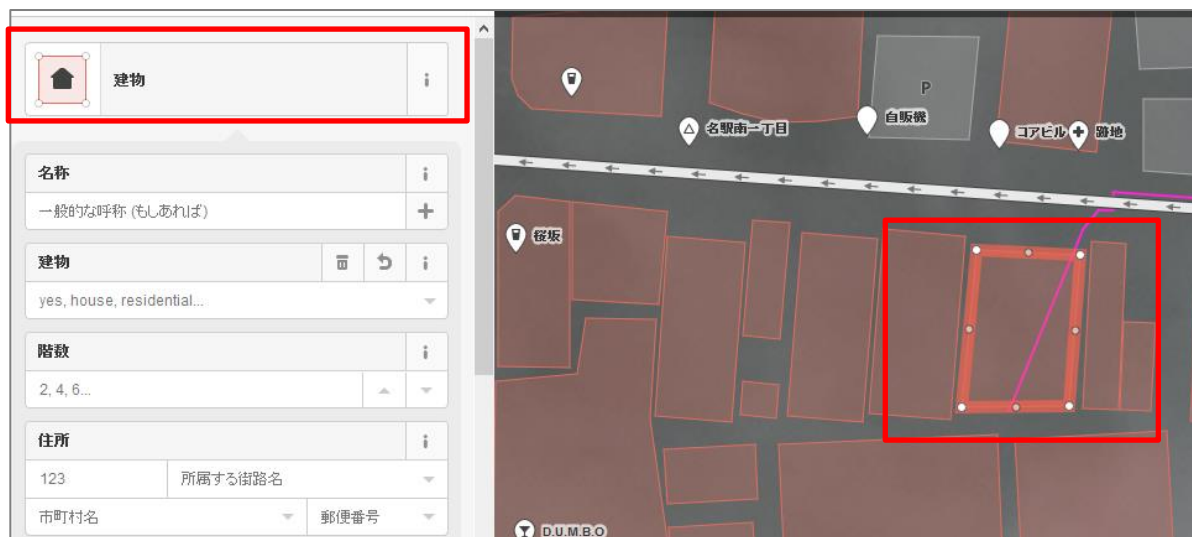 建物
名称
一般的な呼称 (もしあれば)
建物
yes, house, residential...
階数
2, 4, 6...
住所
123
所属する街路名
市町村名
郵便番号
P
自販機
名駅南一丁目
コアビル
跡地
桜坂
D.U.M.B.O